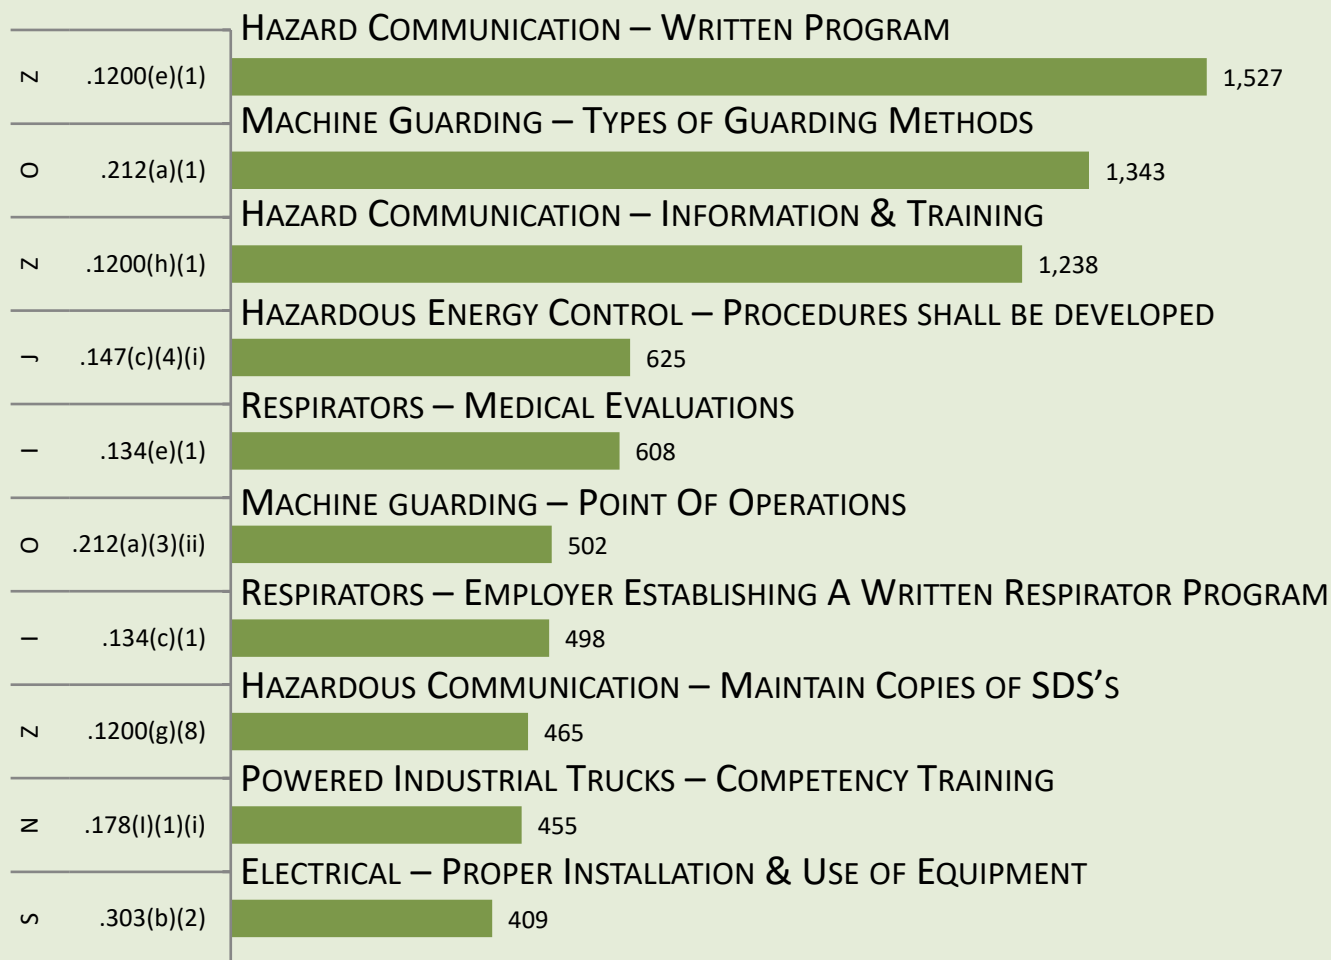 HAZARD COMMUNICATION – WRITTEN PROGRAM
Z .1200(e)(1) 1,527
MACHINE GUARDING – TYPES OF GUARDING METHODS
O .212(a)(1) 1,343
HAZARD COMMUNICATION – INFORMATION & TRAINING
Z .1200(h)(1) 1,238
HAZARDOUS ENERGY CONTROL – PROCEDURES SHALL BE DEVELOPED
J .147(c)(4)(i) 625
RESPIRATORS – MEDICAL EVALUATIONS
I .134(e)(1) 608
MACHINE GUARDING – POINT OF OPERATIONS
O .212(a)(3)(ii) 502
RESPIRATORS – EMPLOYER ESTABLISHING A WRITTEN RESPIRATOR PROGRAM
I .134(c)(1) 498
HAZARDOUS COMMUNICATION – MAINTAIN COPIES OF SDS'S
Z .1200(g)(8) 465
POWERED INDUSTRIAL TRUCKS – COMPETENCY TRAINING
N .178(l)(1)(i) 455
ELECTRICAL – PROPER INSTALLATION & USE OF EQUIPMENT
S .303(b)(2) 409